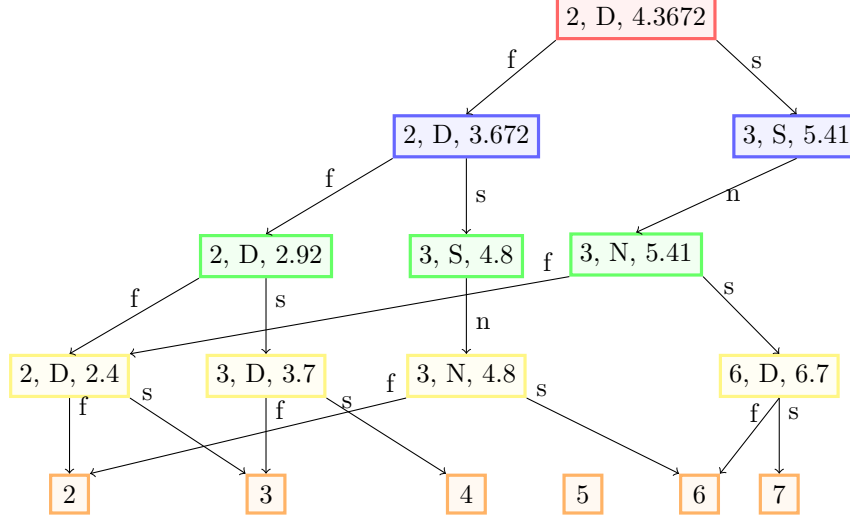 2, D, 4.3672
f
s
2, D, 3.672
3, S, 5.41
f
s
n
2, D, 2.92
3, S, 4.8
3, N, 5.41
f
s
n
f
s
2, D, 2.4
3, D, 3.7
3, N, 4.8
6, D, 6.7
f
s
f
s
f
s
f
s
2
3
4
5
6
7